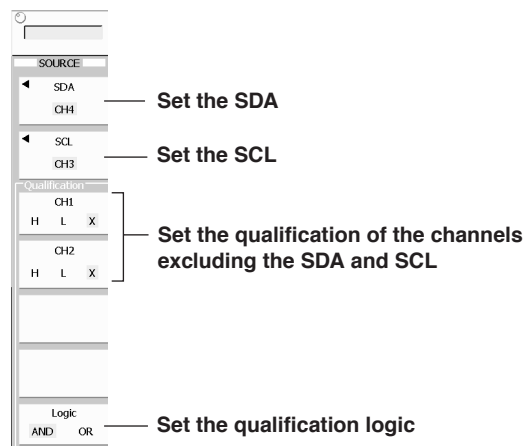 SOURCE
SDA
CH4
Set the SDA
SCL
CH3
Set the SCL
Qualification
CH1
H L X
CH2
H L X
Set the qualification of the channels
excluding the SDA and SCL
Logic
AND OR
Set the qualification logic